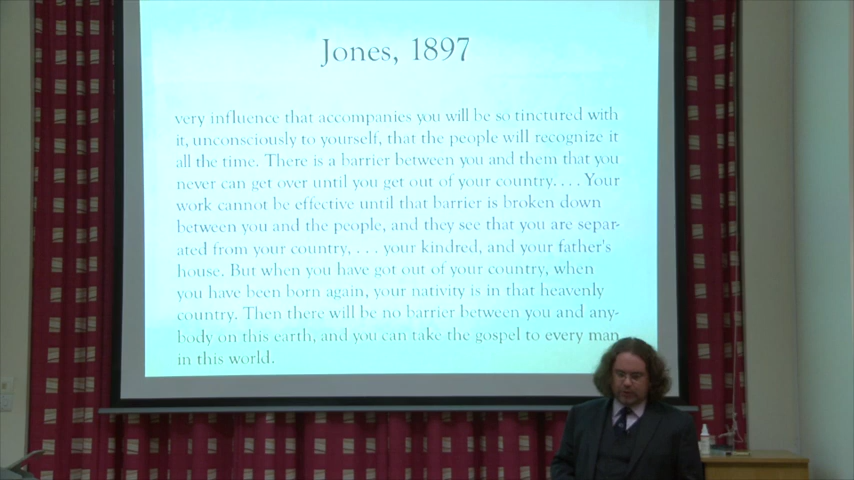 Jones, 1897
very influence that accompanies you will be so tinctured with
it, unconsciously to yourself, that the people will recognize it
all the time. There is a barrier between you and them that you
never can get over until you get out of your country. . . . Your
work cannot be effective until that barrier is broken down
between you and the people, and they see that you are separ-
ated from your country, . . . your kindred, and your father's
house. But when you have got out of your country, when
you have been born again, your nativity is in that heavenly
country. Then there will be no barrier between you and any-
body on this earth, and you can take the gospel to every man
in this world.